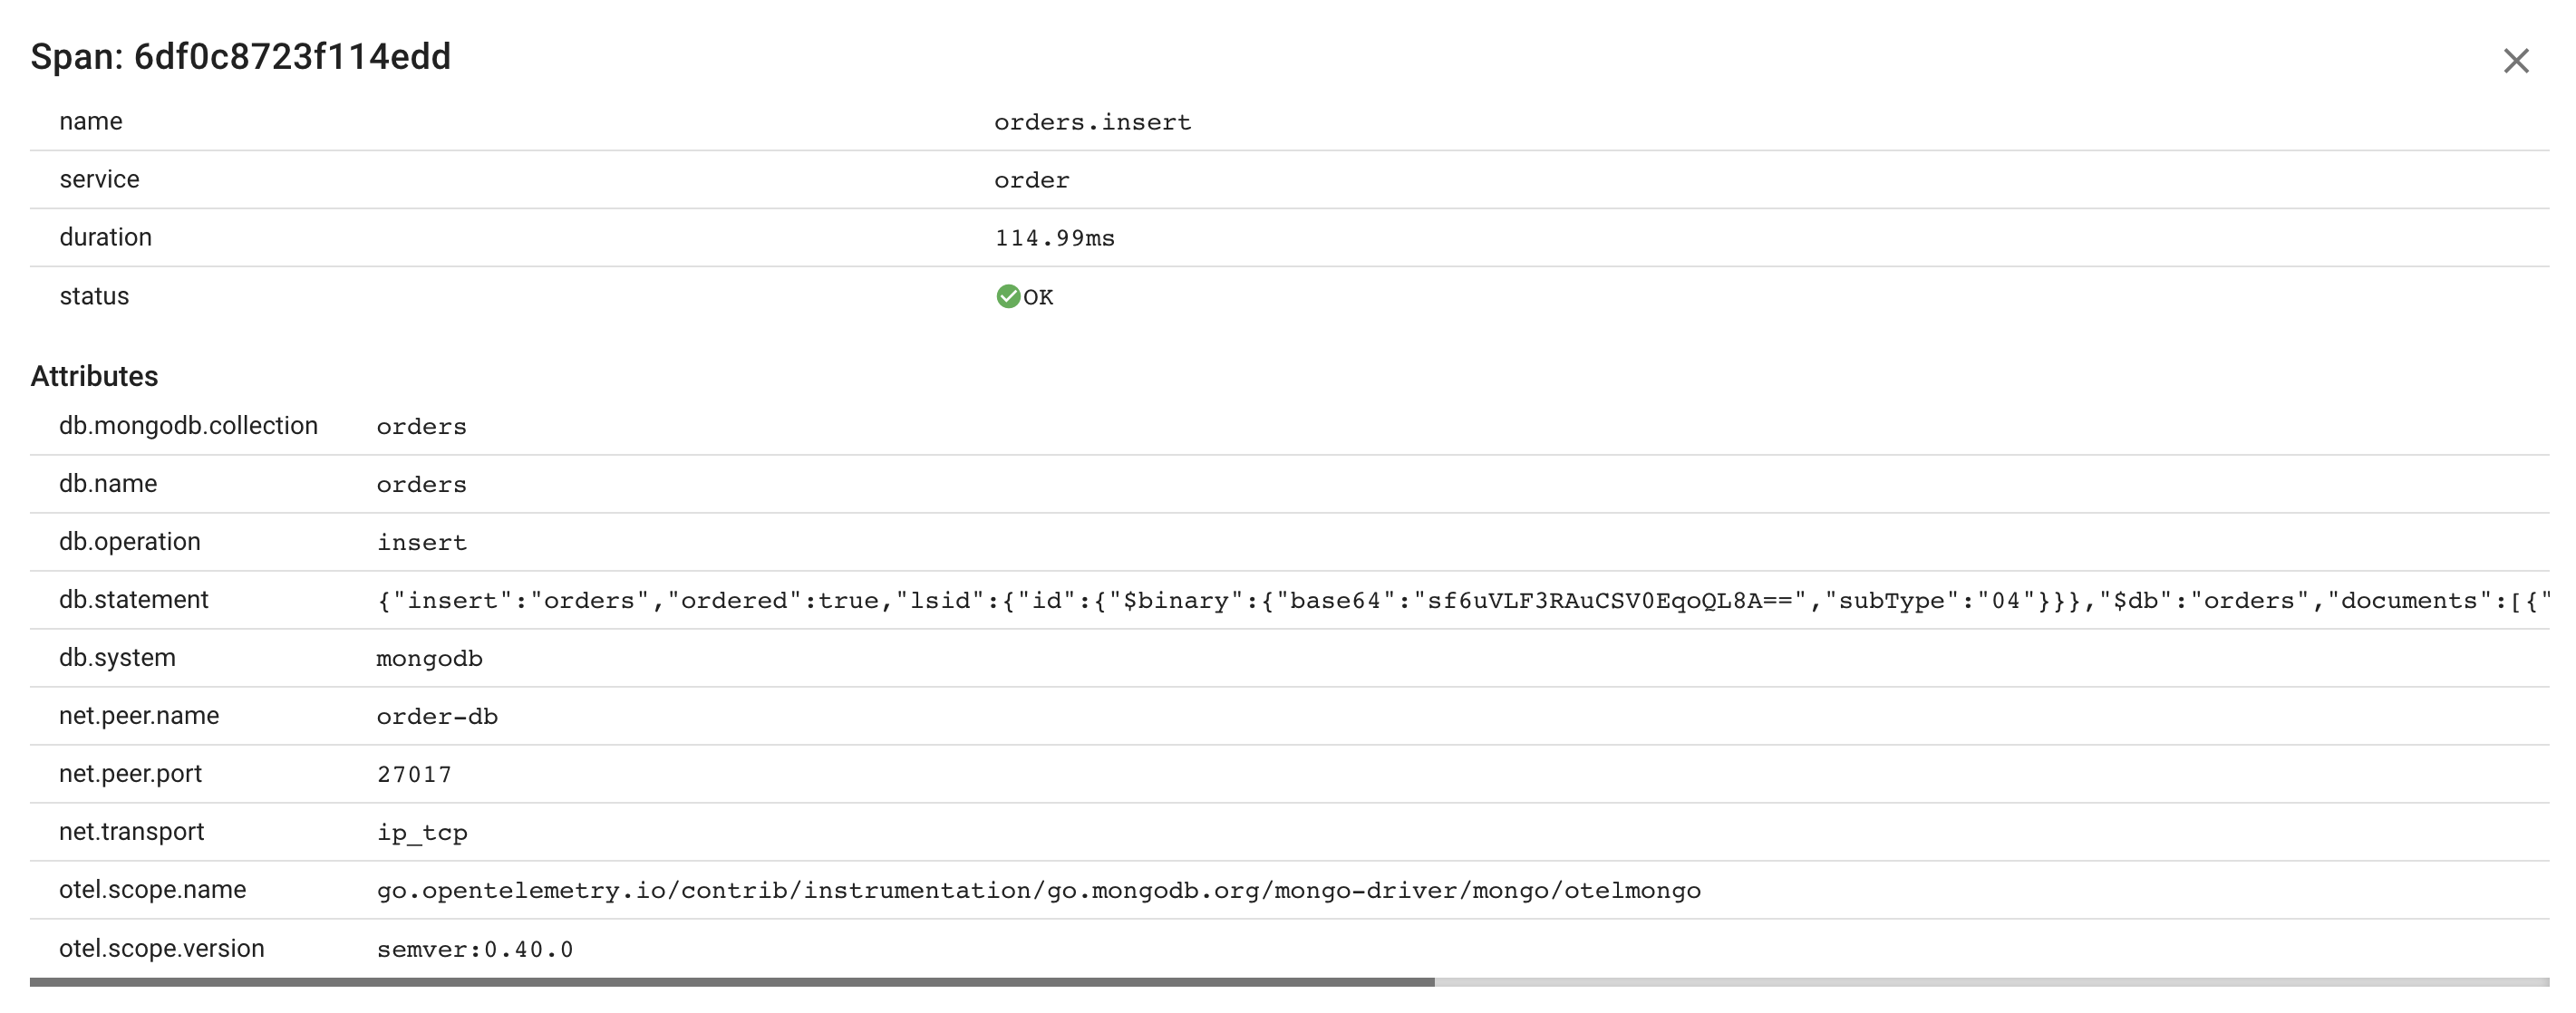 Span: 6df0c8723f114edd
name orders.insert
service order
duration 114.99ms
status OK
Attributes
db.mongodb.collection orders
db.name orders
db.operation insert
db.statement {"insert":"orders","ordered":true,"lsid":{"id":{"$binary":{"base64":"sf6uVLF3RAuCSV0EqoQL8A==","subType":"04"}}},"$db":"orders","documents":[{"
db.system mongodb
net.peer.name order-db
net.peer.port 27017
net.transport ip_tcp
otel.scope.name go.opentelemetry.io/contrib/instrumentation/go.mongodb.org/mongo-driver/mongo/otelmongo
otel.scope.version semver:0.40.0